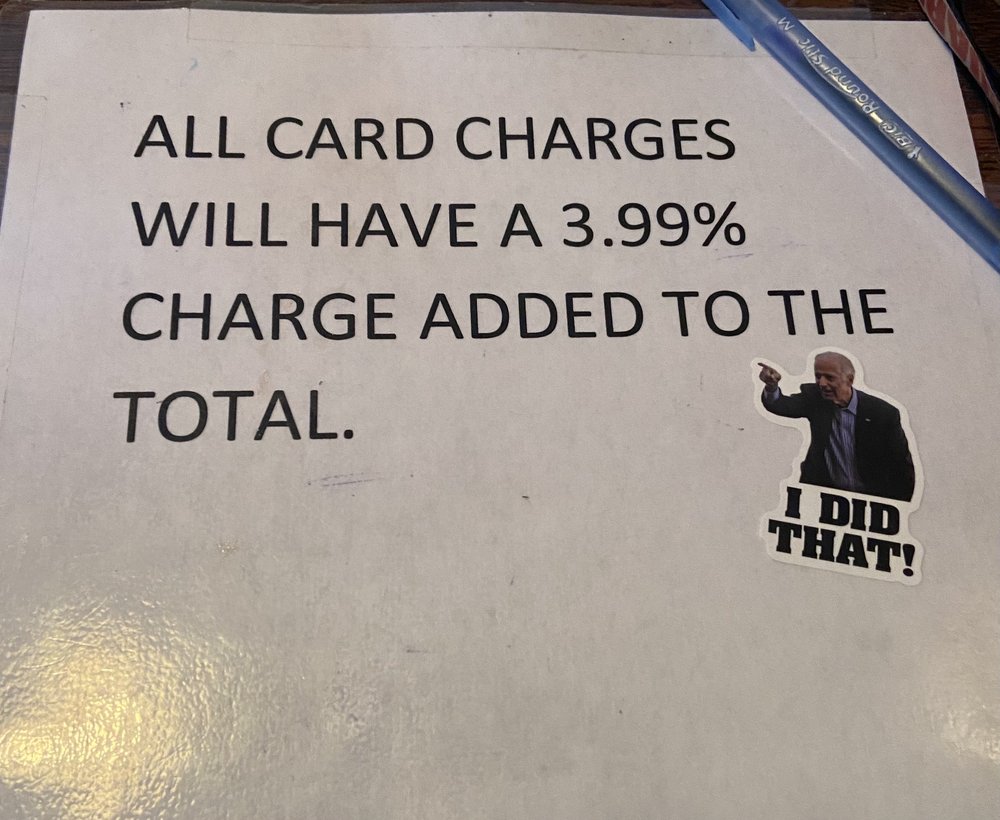 ALL CARD CHARGES
WILL HAVE A 3.99%
CHARGE ADDED TO THE
TOTAL.
I DID
THAT!
BIC Round Stic M